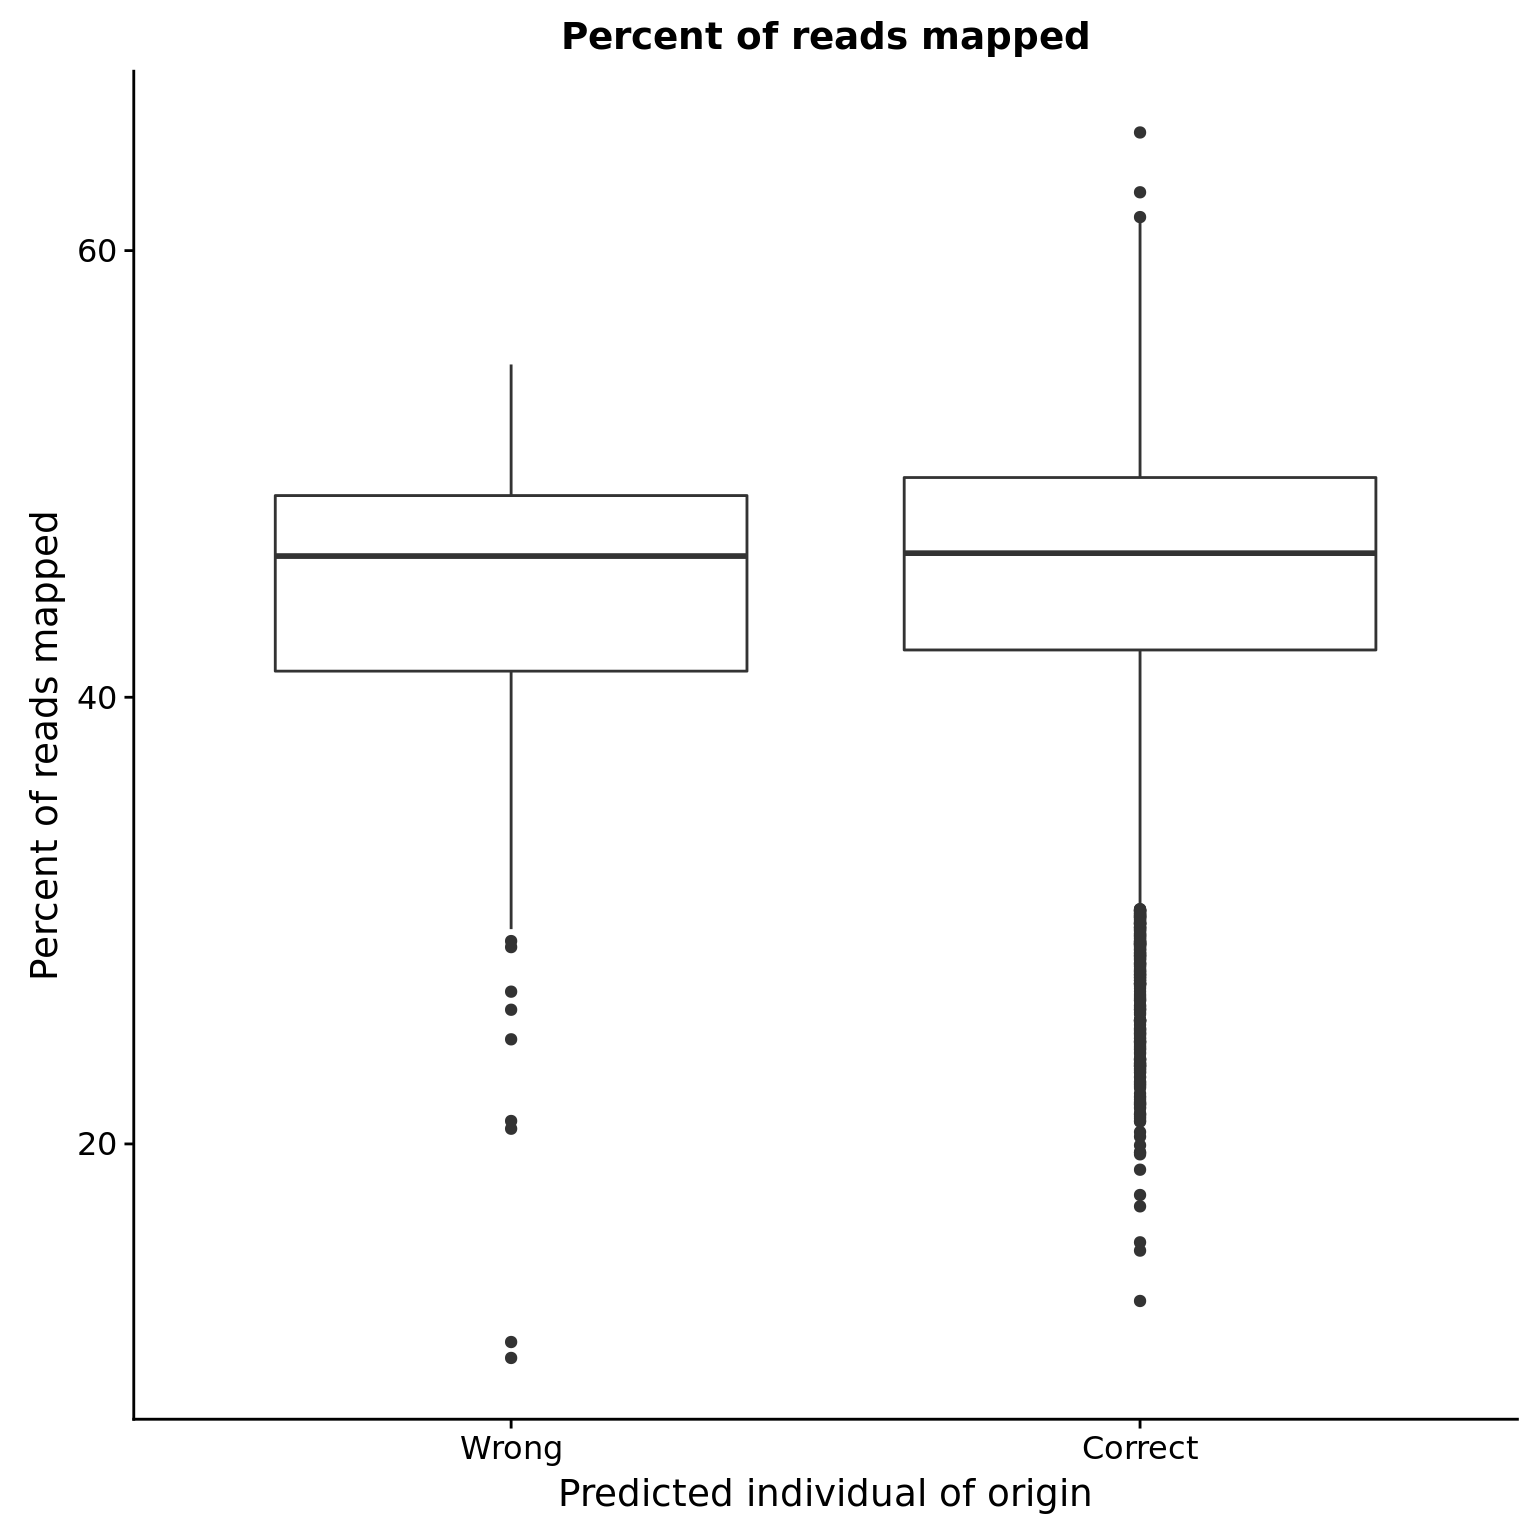 Percent of reads mapped
Percent of reads mapped
60
40
20
Wrong
Correct
Predicted individual of origin